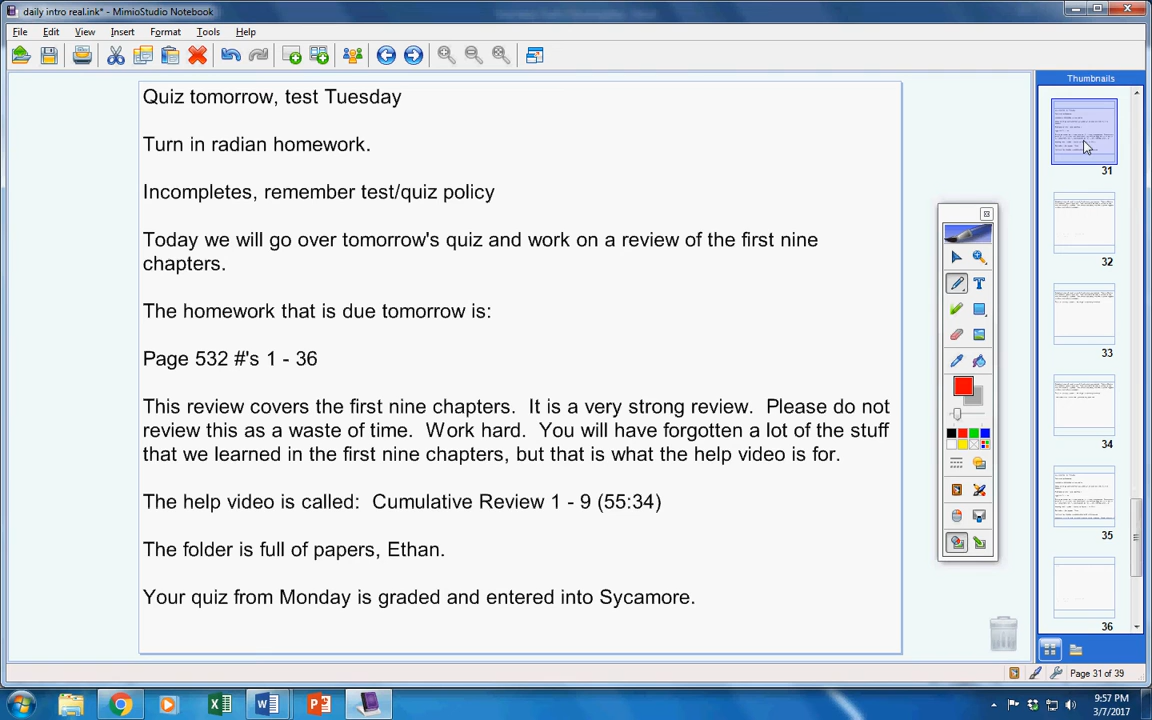 daily intro real.ink* - MimioStudio Notebook
File Edit View Insert Format Tools Help
Quiz tomorrow, test Tuesday
Turn in radian homework.
Incompletes, remember test/quiz policy
Today we will go over tomorrow's quiz and work on a review of the first nine
chapters.
The homework that is due tomorrow is:
Page 532 #'s 1 - 36
This review covers the first nine chapters.  It is a very strong review.  Please do not
review this as a waste of time.  Work hard.  You will have forgotten a lot of the stuff
that we learned in the first nine chapters, but that is what the help video is for.
The help video is called:  Cumulative Review 1 - 9 (55:34)
The folder is full of papers, Ethan.
Your quiz from Monday is graded and entered into Sycamore.
Thumbnails
31
32
33
34
35
36
Page 31 of 39
9:57 PM
3/7/2017